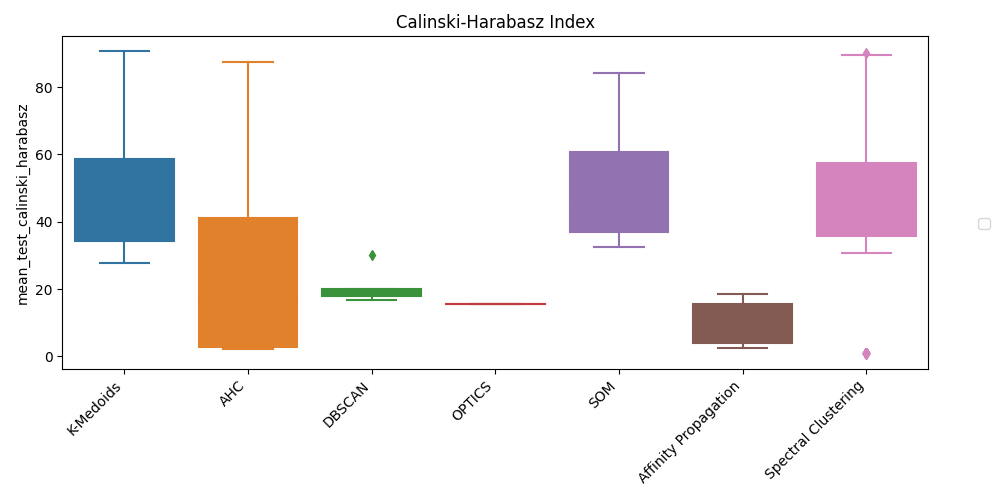 Calinski-Harabasz Index
mean_test_calinski_harabasz
80
60
40
20
0
K-Medoids
AHC
DBSCAN
OPTICS
SOM
Affinity Propagation
Spectral Clustering